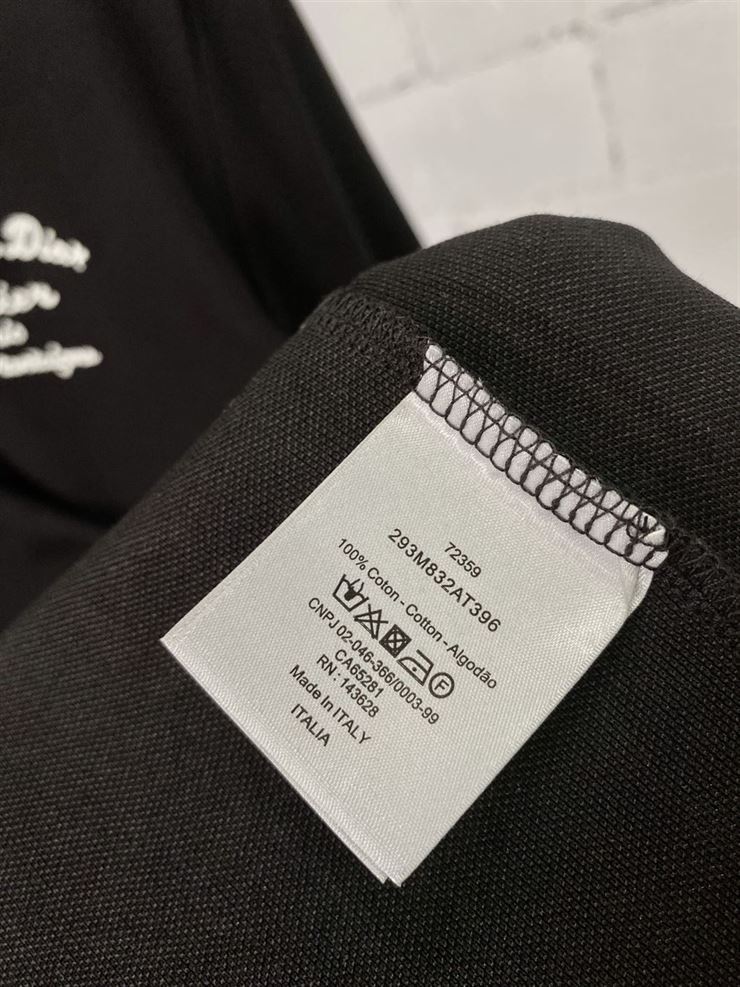 Dior
72359
293M832AT396
100% Coton - Cotton - Algodão
CNPJ 02-046-366/0003-99
CA65281
RN : 143628
Made In ITALY
ITALIA